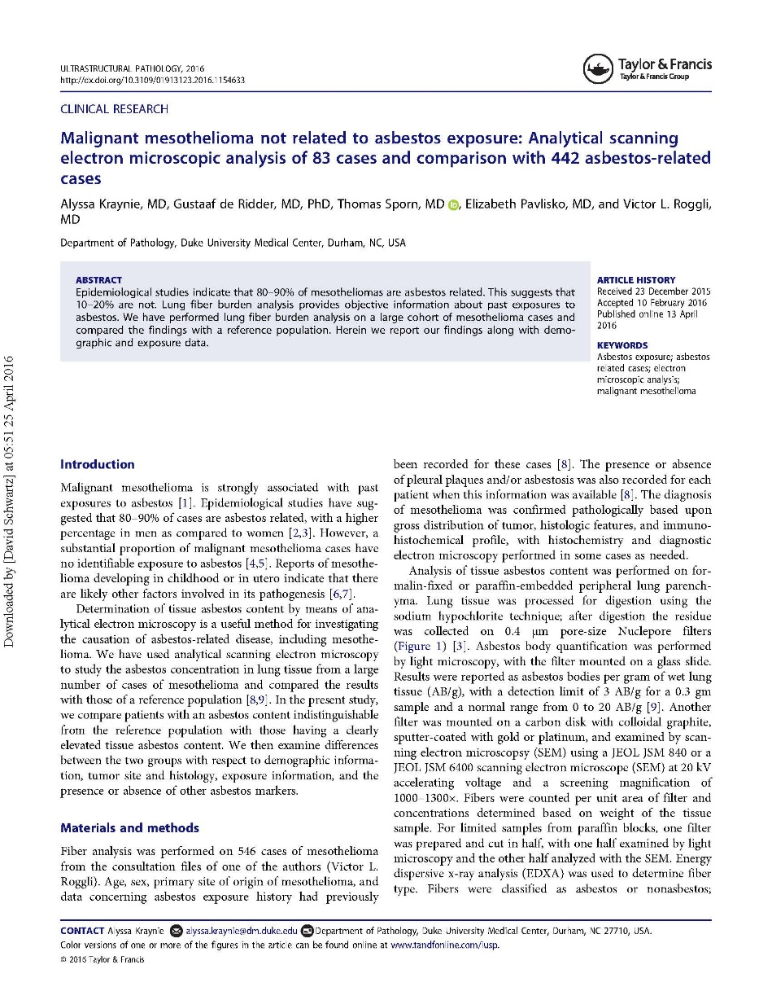 ULTRASTRUCTURAL PATHOLOGY, 2016
http://dx.doi.org/10.3109/01913123.2016.1154633
Taylor & Francis
Taylor & Francis Group
CLINICAL RESEARCH
Malignant mesothelioma not related to asbestos exposure: Analytical scanning
electron microscopic analysis of 83 cases and comparison with 442 asbestos-related
cases
Alyssa Kraynie, MD, Gustaaf de Ridder, MD, PhD, Thomas Sporn, MD iD, Elizabeth Pavlisko, MD, and Victor L. Roggli,
MD
Department of Pathology, Duke University Medical Center, Durham, NC, USA
ABSTRACT
Epidemiological studies indicate that 80–90% of mesotheliomas are asbestos related. This suggests that
10–20% are not. Lung fiber burden analysis provides objective information about past exposures to
asbestos. We have performed lung fiber burden analysis on a large cohort of mesothelioma cases and
compared the findings with a reference population. Herein we report our findings along with demo-
graphic and exposure data.
ARTICLE HISTORY
Received 23 December 2015
Accepted 10 February 2016
Published online 13 April
2016
KEYWORDS
Asbestos exposure; asbestos
related cases; electron
microscopic analysis;
malignant mesothelioma
Downloaded by [David Schwartz] at 05:51 25 April 2016
Introduction
Malignant mesothelioma is strongly associated with past
exposures to asbestos [1]. Epidemiological studies have sug-
gested that 80–90% of cases are asbestos related, with a higher
percentage in men as compared to women [2,3]. However, a
substantial proportion of malignant mesothelioma cases have
no identifiable exposure to asbestos [4,5]. Reports of mesothe-
lioma developing in childhood or in utero indicate that there
are likely other factors involved in its pathogenesis [6,7].
Determination of tissue asbestos content by means of ana-
lytical electron microscopy is a useful method for investigating
the causation of asbestos-related disease, including mesothe-
lioma. We have used analytical scanning electron microscopy
to study the asbestos concentration in lung tissue from a large
number of cases of mesothelioma and compared the results
with those of a reference population [8,9]. In the present study,
we compare patients with an asbestos content indistinguishable
from the reference population with those having a clearly
elevated tissue asbestos content. We then examine differences
between the two groups with respect to demographic informa-
tion, tumor site and histology, exposure information, and the
presence or absence of other asbestos markers.
Materials and methods
Fiber analysis was performed on 546 cases of mesothelioma
from the consultation files of one of the authors (Victor L.
Roggli). Age, sex, primary site of origin of mesothelioma, and
data concerning asbestos exposure history had previously
been recorded for these cases [8]. The presence or absence
of pleural plaques and/or asbestosis was also recorded for each
patient when this information was available [8]. The diagnosis
of mesothelioma was confirmed pathologically based upon
gross distribution of tumor, histologic features, and immuno-
histochemical profile, with histochemistry and diagnostic
electron microscopy performed in some cases as needed.
Analysis of tissue asbestos content was performed on for-
malin-fixed or paraffin-embedded peripheral lung parench-
yma. Lung tissue was processed for digestion using the
sodium hypochlorite technique; after digestion the residue
was collected on 0.4 µm pore-size Nuclepore filters
(Figure 1) [3]. Asbestos body quantification was performed
by light microscopy, with the filter mounted on a glass slide.
Results were reported as asbestos bodies per gram of wet lung
tissue (AB/g), with a detection limit of 3 AB/g for a 0.3 gm
sample and a normal range from 0 to 20 AB/g [9]. Another
filter was mounted on a carbon disk with colloidal graphite,
sputter-coated with gold or platinum, and examined by scan-
ning electron microscopsy (SEM) using a JEOL JSM 840 or a
JEOL JSM 6400 scanning electron microscope (SEM) at 20 kV
accelerating voltage and a screening magnification of
1000–1300×. Fibers were counted per unit area of filter and
concentrations determined based on weight of the tissue
sample. For limited samples from paraffin blocks, one filter
was prepared and cut in half, with one half examined by light
microscopy and the other half analyzed with the SEM. Energy
dispersive x-ray analysis (EDXA) was used to determine fiber
type. Fibers were classified as asbestos or nonasbestos;
CONTACT Alyssa Kraynie alyssa.kraynie@dm.duke.edu Department of Pathology, Duke University Medical Center, Durham, NC 27710, USA.
Color versions of one or more of the figures in the article can be found online at www.tandfonline.com/iusp.
© 2016 Taylor & Francis